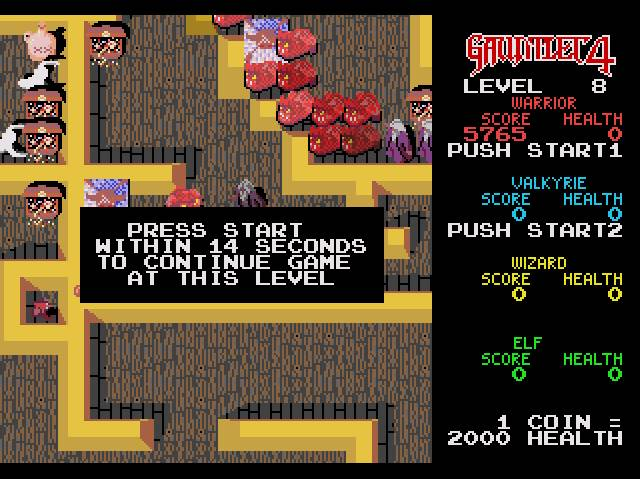 GAUNTLET 4
LEVEL 8
WARRIOR
SCORE HEALTH
5765 0
PUSH START1
VALKYRIE
SCORE HEALTH
0 0
PUSH START2
WIZARD
SCORE HEALTH
0 0
ELF
SCORE HEALTH
0 0
1 COIN =
2000 HEALTH
PRESS START
WITHIN 14 SECONDS
TO CONTINUE GAME
AT THIS LEVEL